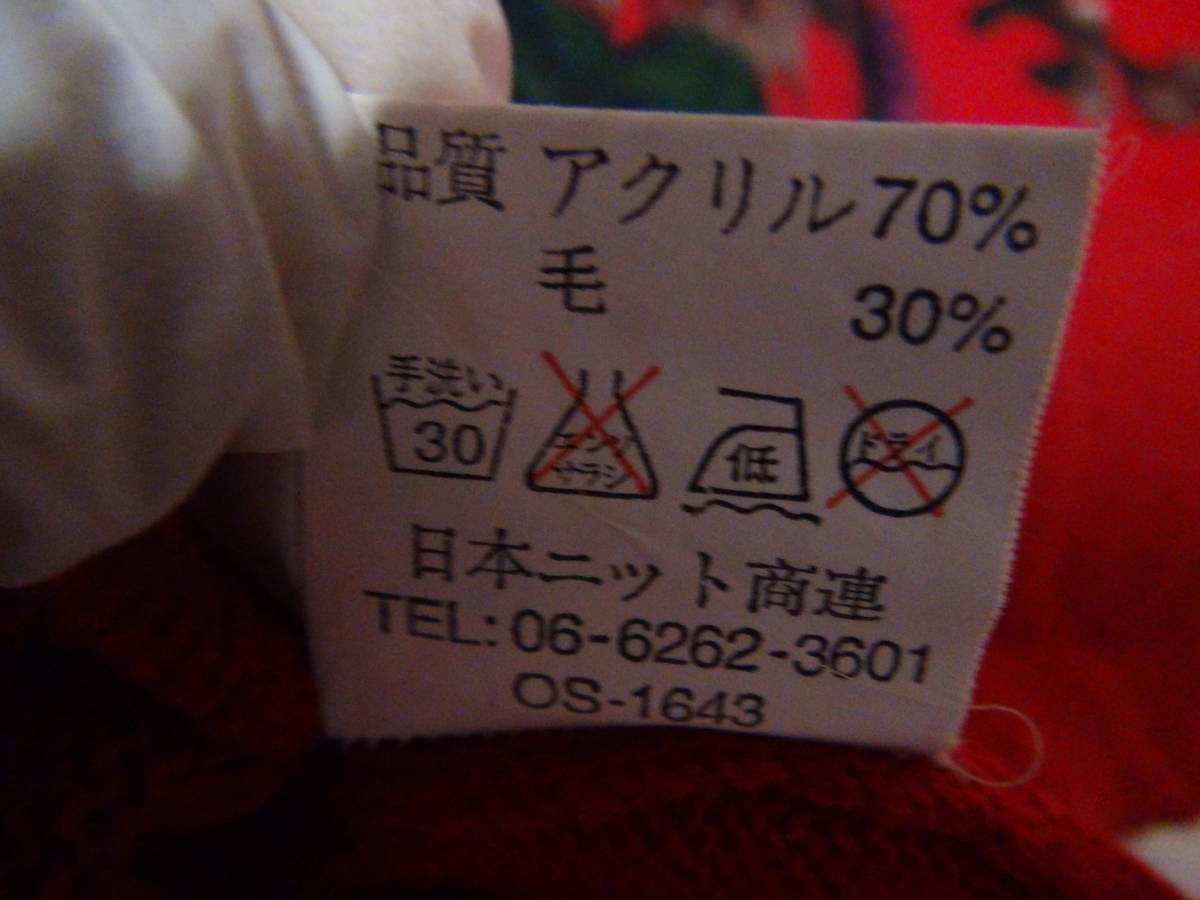 品質 アクリル 70%
毛 30%
手洗い 30 エンソサラシ 低 ドライ
日本ニット商連
TEL: 06-6262-3601
OS-1643